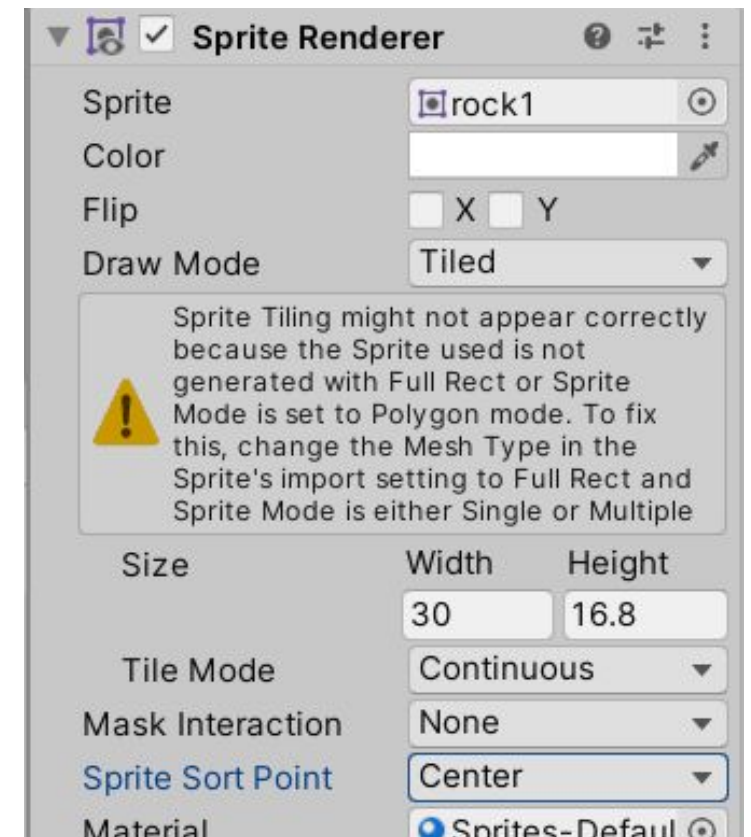 Sprite Renderer
Sprite rock1
Color
Flip X Y
Draw Mode Tiled
Sprite Tiling might not appear correctly
because the Sprite used is not
generated with Full Rect or Sprite
Mode is set to Polygon mode. To fix
this, change the Mesh Type in the
Sprite's import setting to Full Rect and
Sprite Mode is either Single or Multiple
Size Width Height
30 16.8
Tile Mode Continuous
Mask Interaction None
Sprite Sort Point Center
Material Sprites-Defaul